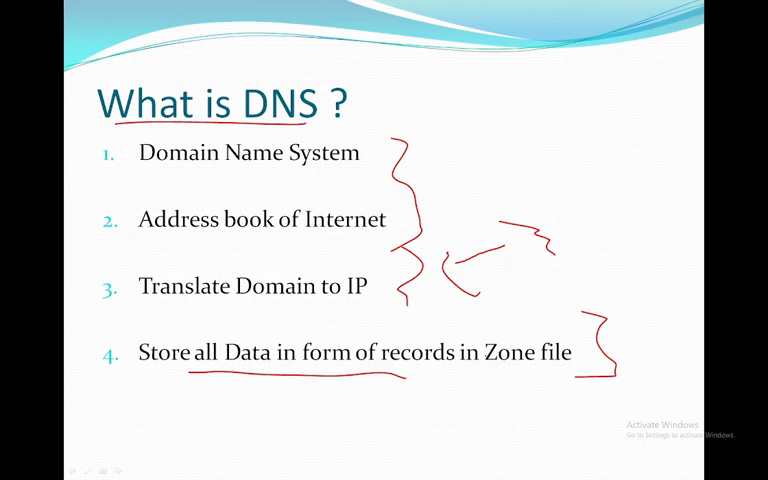 What is DNS ?
1. Domain Name System
2. Address book of Internet
3. Translate Domain to IP
4. Store all Data in form of records in Zone file
Activate Windows
Go to Settings to activate Windows.